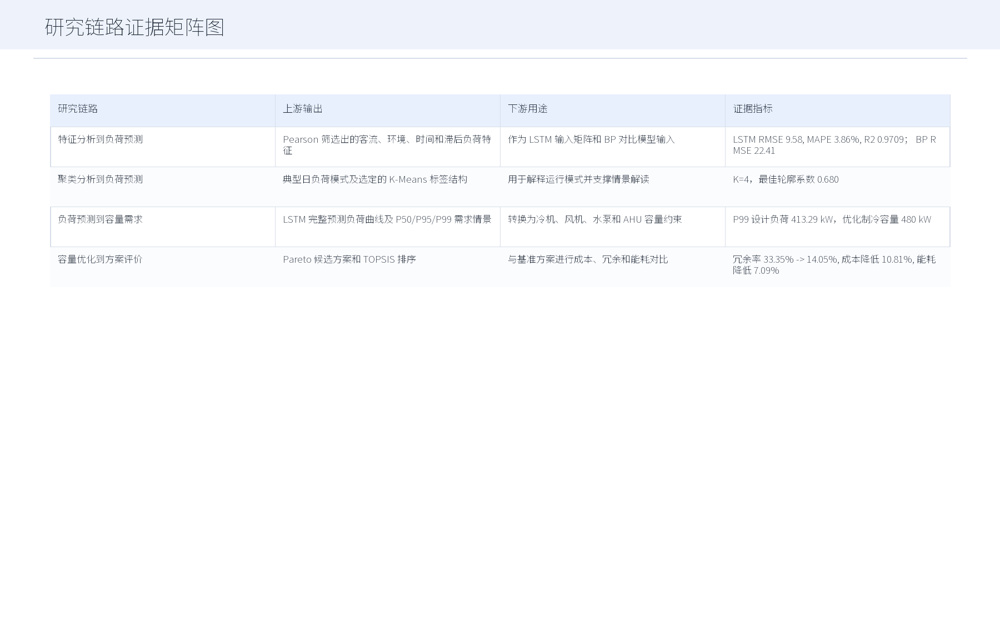 研究链路证据矩阵图
研究链路
上游输出
下游用途
证据指标
特征分析到负荷预测
Pearson 筛选出的客流、环境、时间和滞后负荷特
征
作为 LSTM 输入矩阵和 BP 对比模型输入
LSTM RMSE 9.58, MAPE 3.86%, R2 0.9709； BP R
MSE 22.41
聚类分析到负荷预测
典型日负荷模式及选定的 K-Means 标签结构
用于解释运行模式并支撑情景解读
K=4，最佳轮廓系数 0.680
负荷预测到容量需求
LSTM 完整预测负荷曲线及 P50/P95/P99 需求情景
转换为冷机、风机、水泵和 AHU 容量约束
P99 设计负荷 413.29 kW，优化制冷容量 480 kW
容量优化到方案评价
Pareto 候选方案和 TOPSIS 排序
与基准方案进行成本、冗余和能耗对比
冗余率 33.35% -> 14.05%, 成本降低 10.81%, 能耗
降低 7.09%